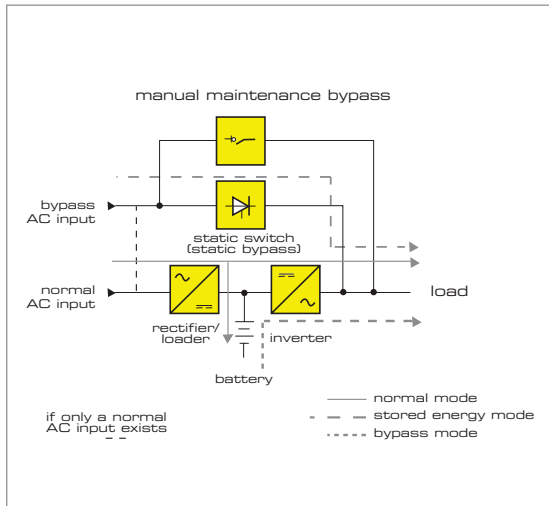 manual maintenance bypass
bypass
AC input
static switch
(static bypass)
normal
AC input
load
rectifier/
loader
inverter
battery
if only a normal
AC input exists
normal mode
stored energy mode
bypass mode